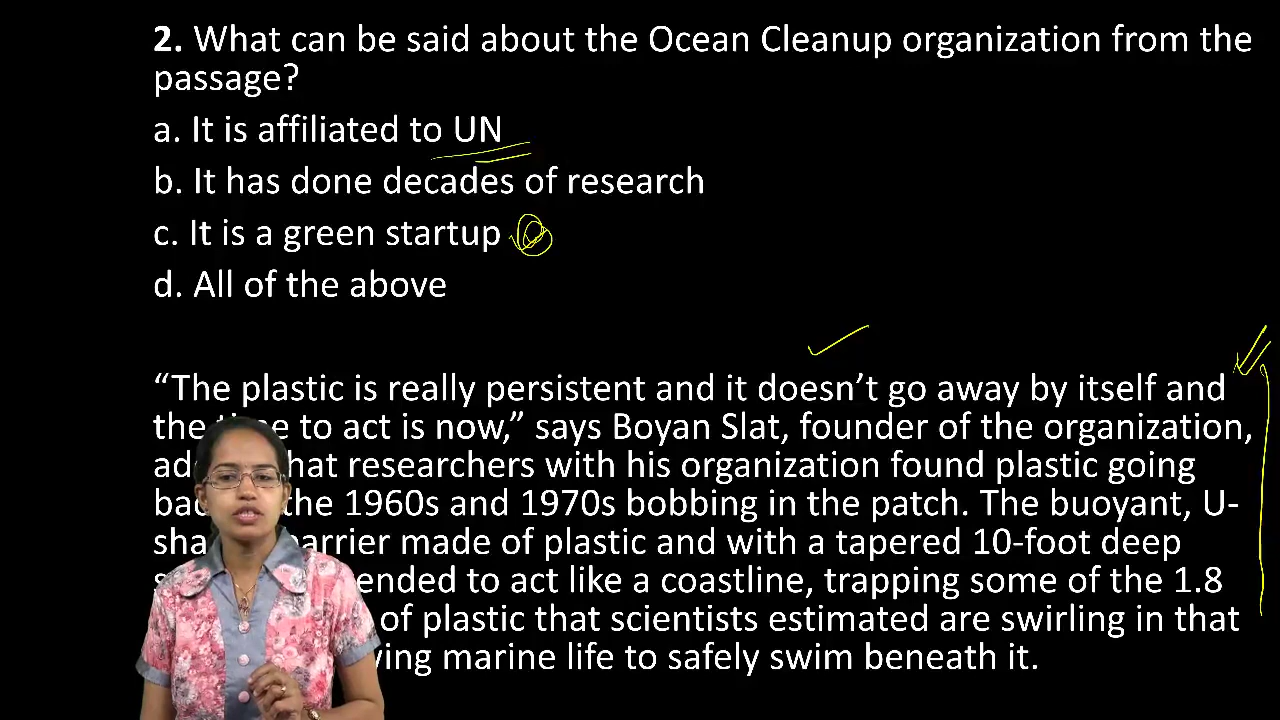 2. What can be said about the Ocean Cleanup organization from the
passage?
a. It is affiliated to UN
b. It has done decades of research
c. It is a green startup
d. All of the above
“The plastic is really persistent and it doesn’t go away by itself and
the time to act is now,” says Boyan Slat, founder of the organization,
that researchers with his organization found plastic going
the 1960s and 1970s bobbing in the patch. The buoyant, U-
barrier made of plastic and with a tapered 10-foot deep
to act like a coastline, trapping some of the 1.8
of plastic that scientists estimated are swirling in that
marine life to safely swim beneath it.